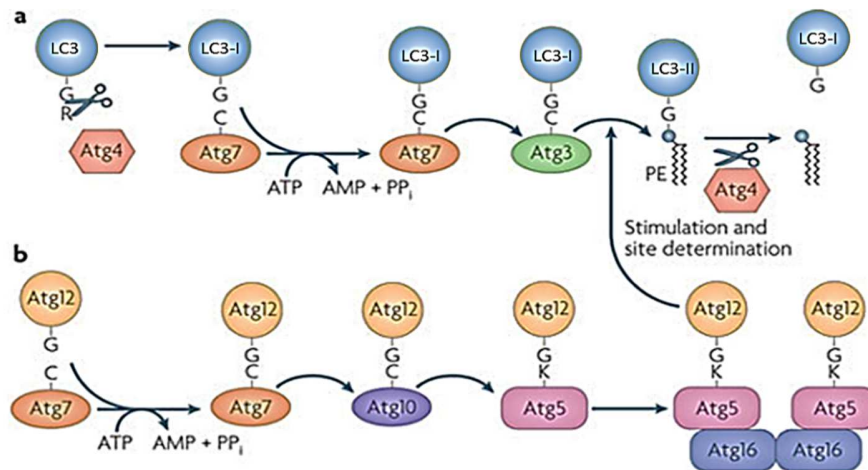 a
LC3
LC3-I
LC3-I
LC3-I
LC3-II
LC3-I
G
R
G
C
G
C
G
C
G
G
Atg4
Atg7
Atg7
Atg3
PE
Atg4
ATP
AMP + PPi
Stimulation and
site determination
b
Atg12
Atg12
Atg12
Atg12
Atg12
Atg12
G
C
G
C
G
C
G
K
G
K
G
K
Atg7
Atg7
Atg10
Atg5
Atg5
Atg5
ATP
AMP + PPi
Atg16
Atg16